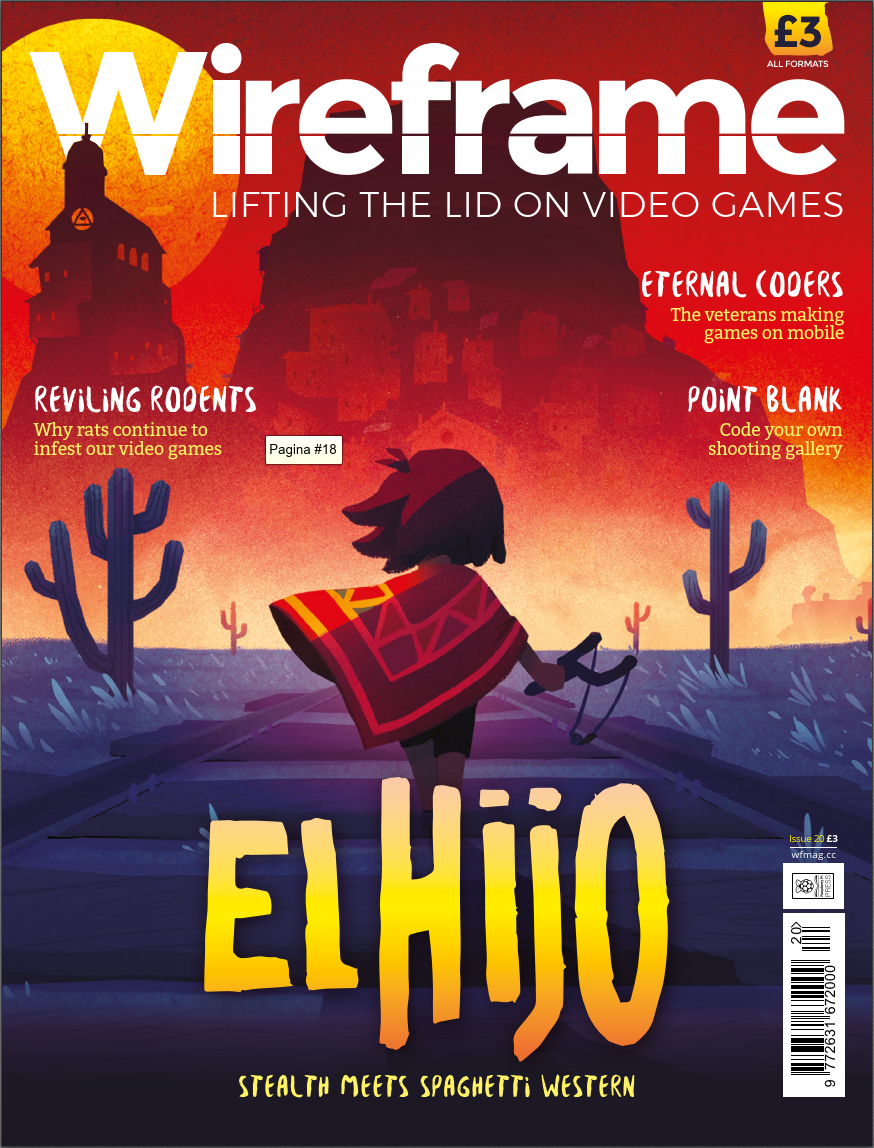 £3
ALL FORMATS
Wireframe
LIFTING THE LID ON VIDEO GAMES
ETERNAL CODERS
The veterans making
games on mobile
REViLiNG RODENTS
Why rats continue to
infest our video games
POiNT BLANK
Code your own
shooting gallery
Pagina #18
EL HiJO
STEALTH MEETS SPAGHETTi WESTERN
Issue 20 £3
wfmag.cc
PRESS
20>
9 772631 672000